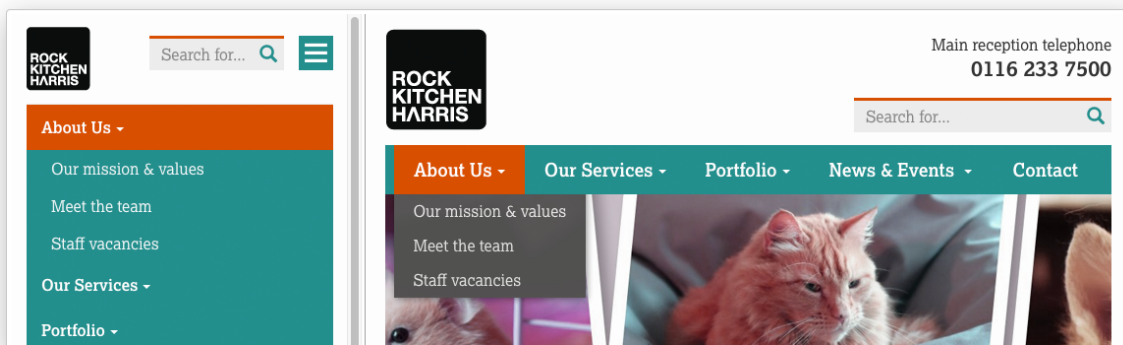 ROCK
KITCHEN
HARRIS
Search for...
About Us
Our mission & values
Meet the team
Staff vacancies
Our Services
Portfolio
ROCK
KITCHEN
HARRIS
Main reception telephone
0116 233 7500
Search for...
About Us Our Services Portfolio News & Events Contact
Our mission & values
Meet the team
Staff vacancies